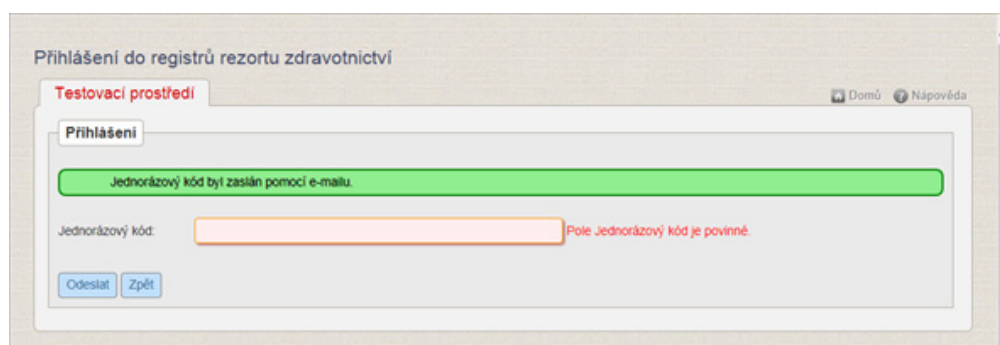 Přihlášení do registrů rezortu zdravotnictví
Testovací prostředí
Domů Nápověda
Přihlášení
Jednorázový kód byl zaslán pomocí e-mailu.
Jednorázový kód: Pole Jednorázový kód je povinné.
Odeslat Zpět